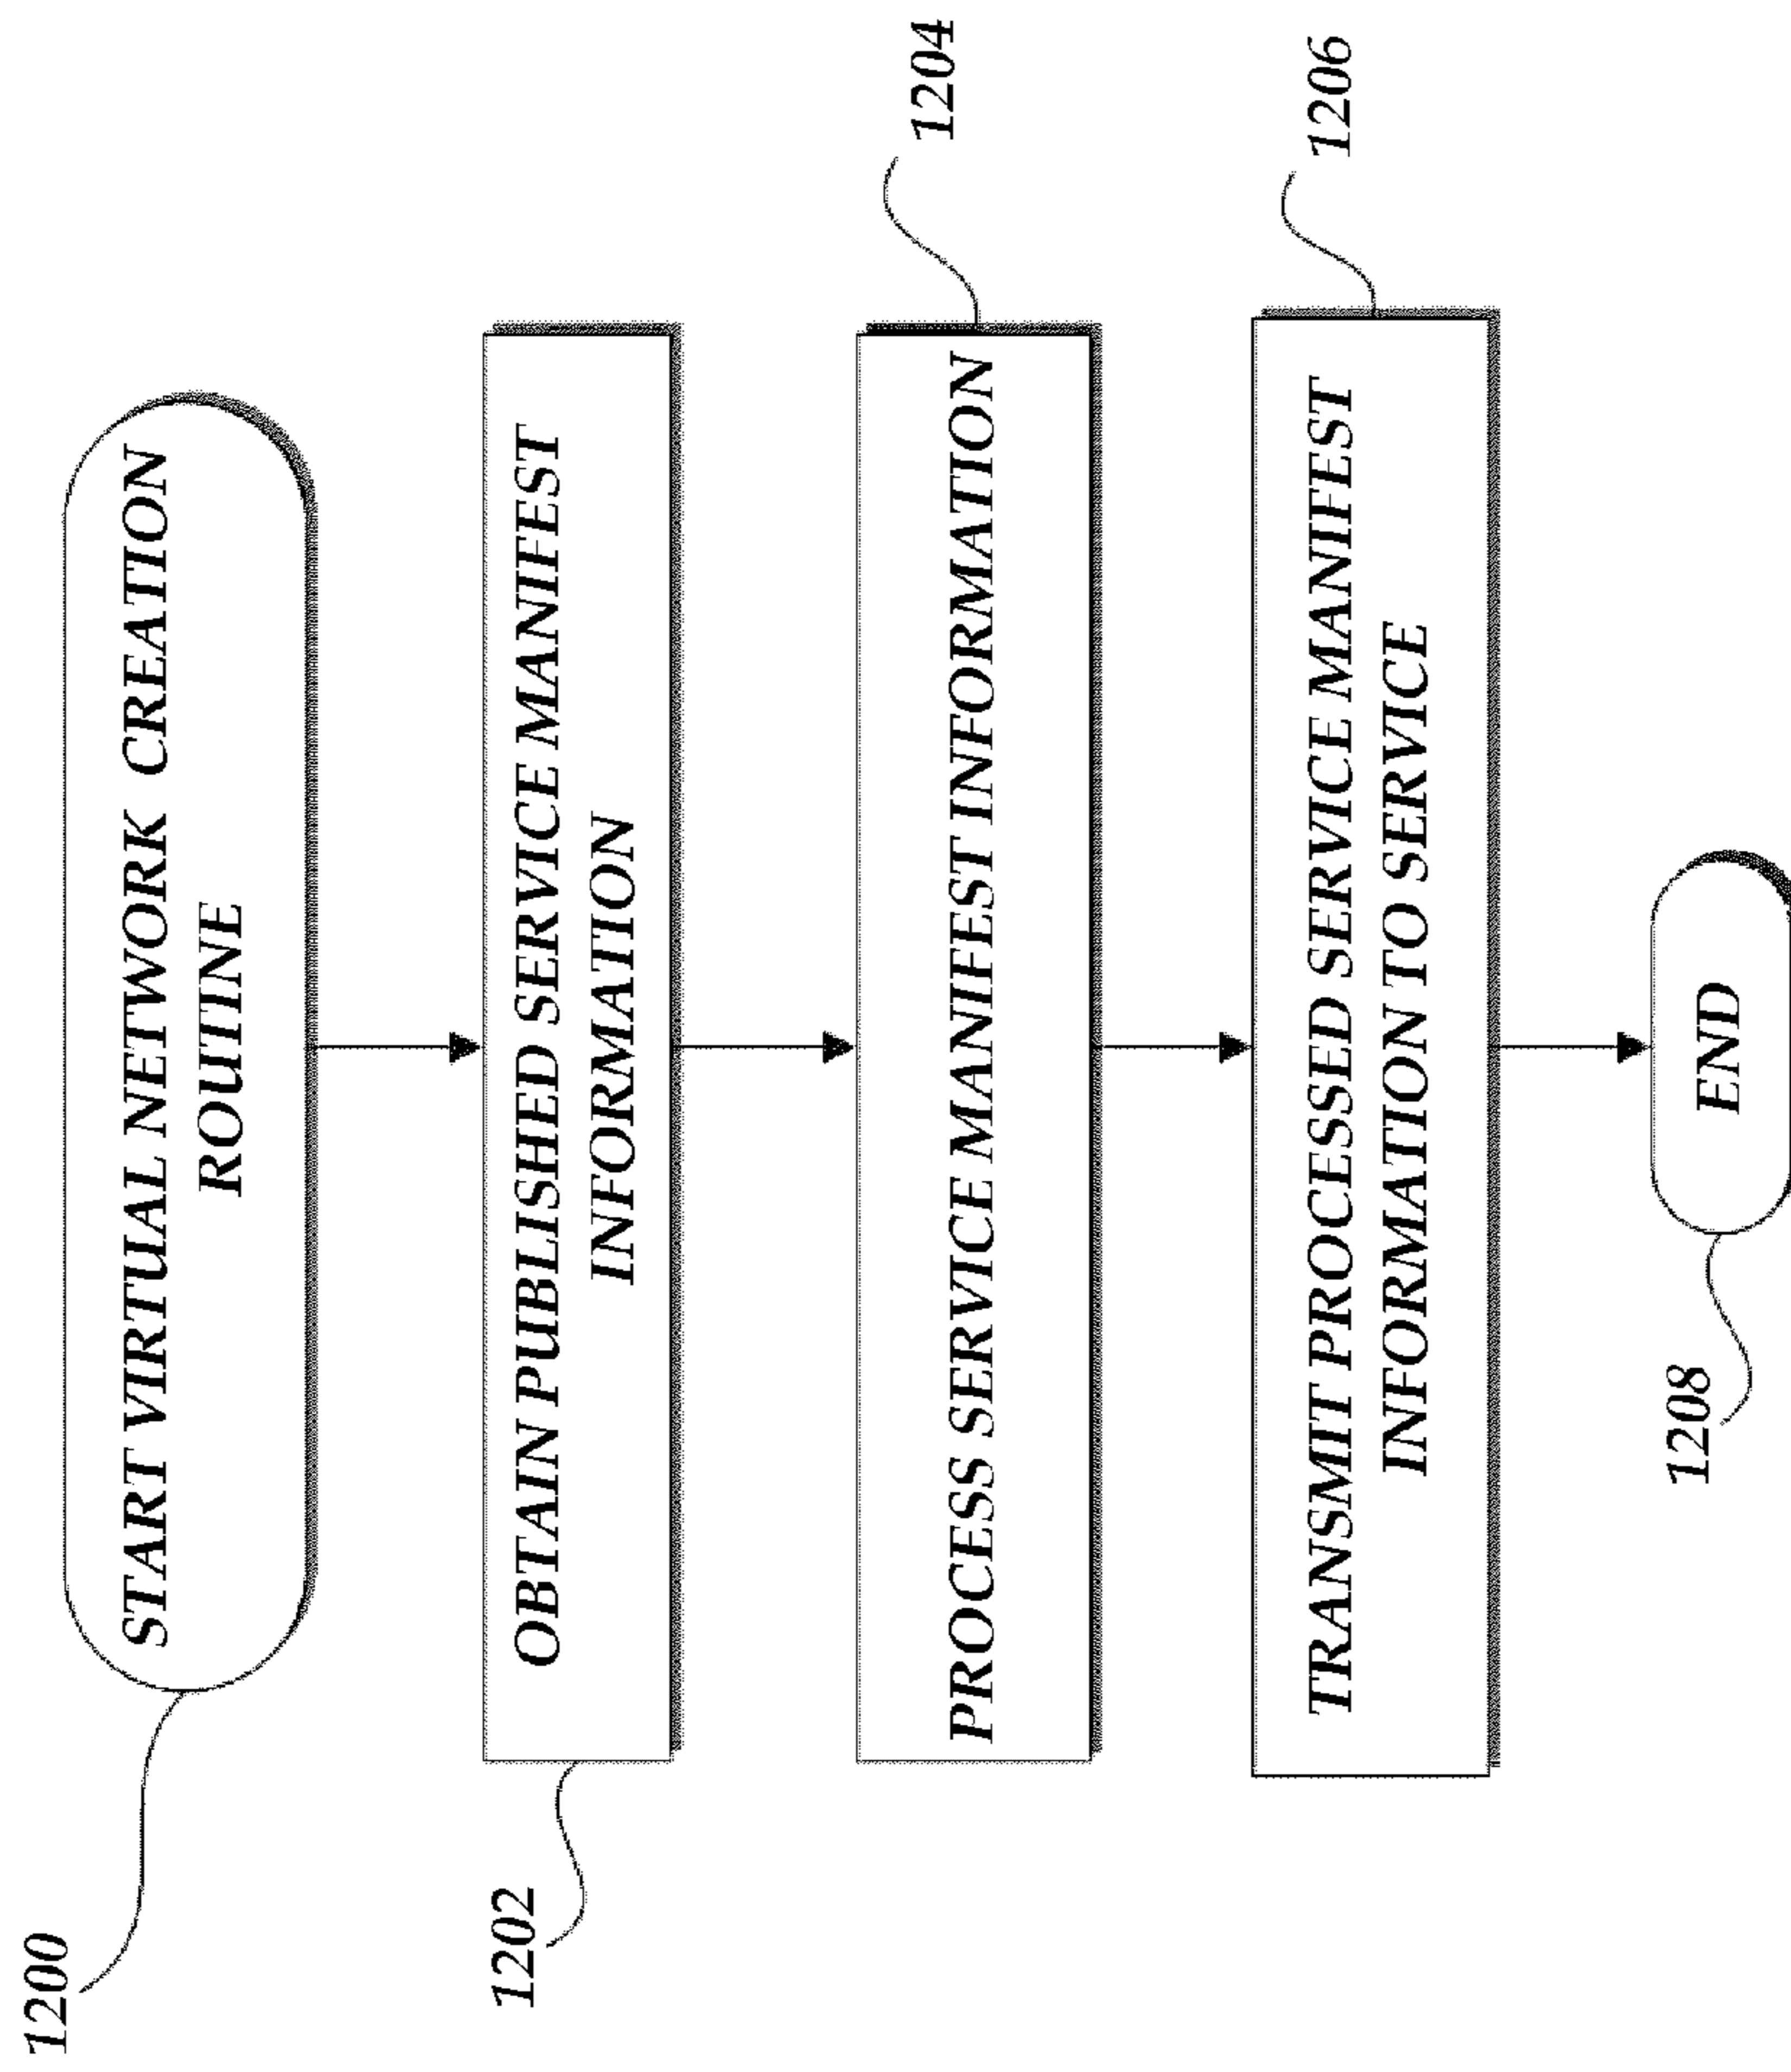 1200
START VIRTUAL NETWORK CREATION
ROUTINE
1202
OBTAIN PUBLISHED SERVICE MANIFEST
INFORMATION
1204
PROCESS SERVICE MANIFEST INFORMATION
1206
TRANSMIT PROCESSED SERVICE MANIFEST
INFORMATION TO SERVICE
1208
END